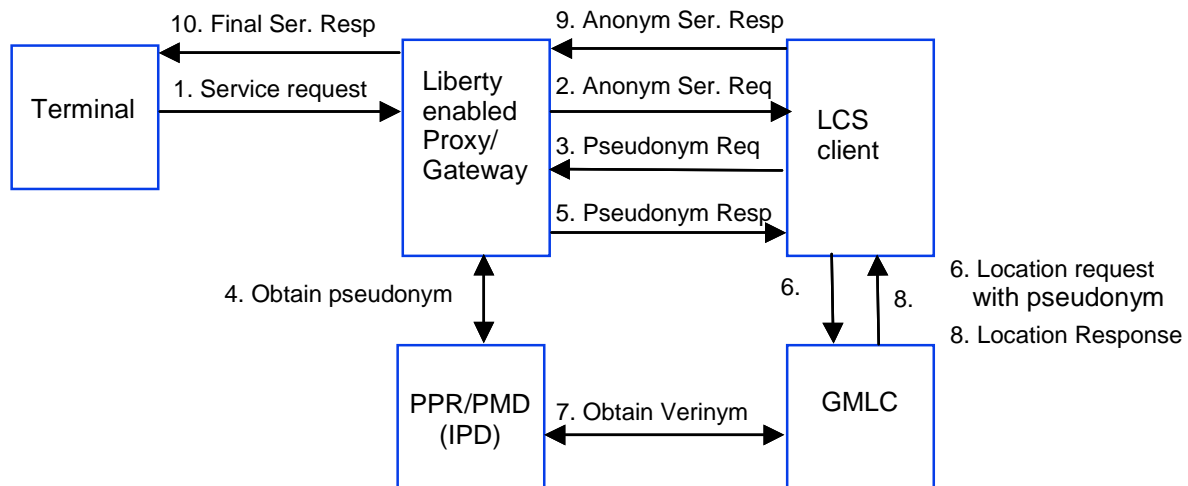 10. Final Ser. Resp
9. Anonym Ser. Resp
Terminal
1. Service request
Liberty
enabled
Proxy/
Gateway
2. Anonym Ser. Req
3. Pseudonym Req
5. Pseudonym Resp
LCS
client
4. Obtain pseudonym
6.
8.
6. Location request
with pseudonym
8. Location Response
PPR/PMD
(IPD)
7. Obtain Verinym
GMLC